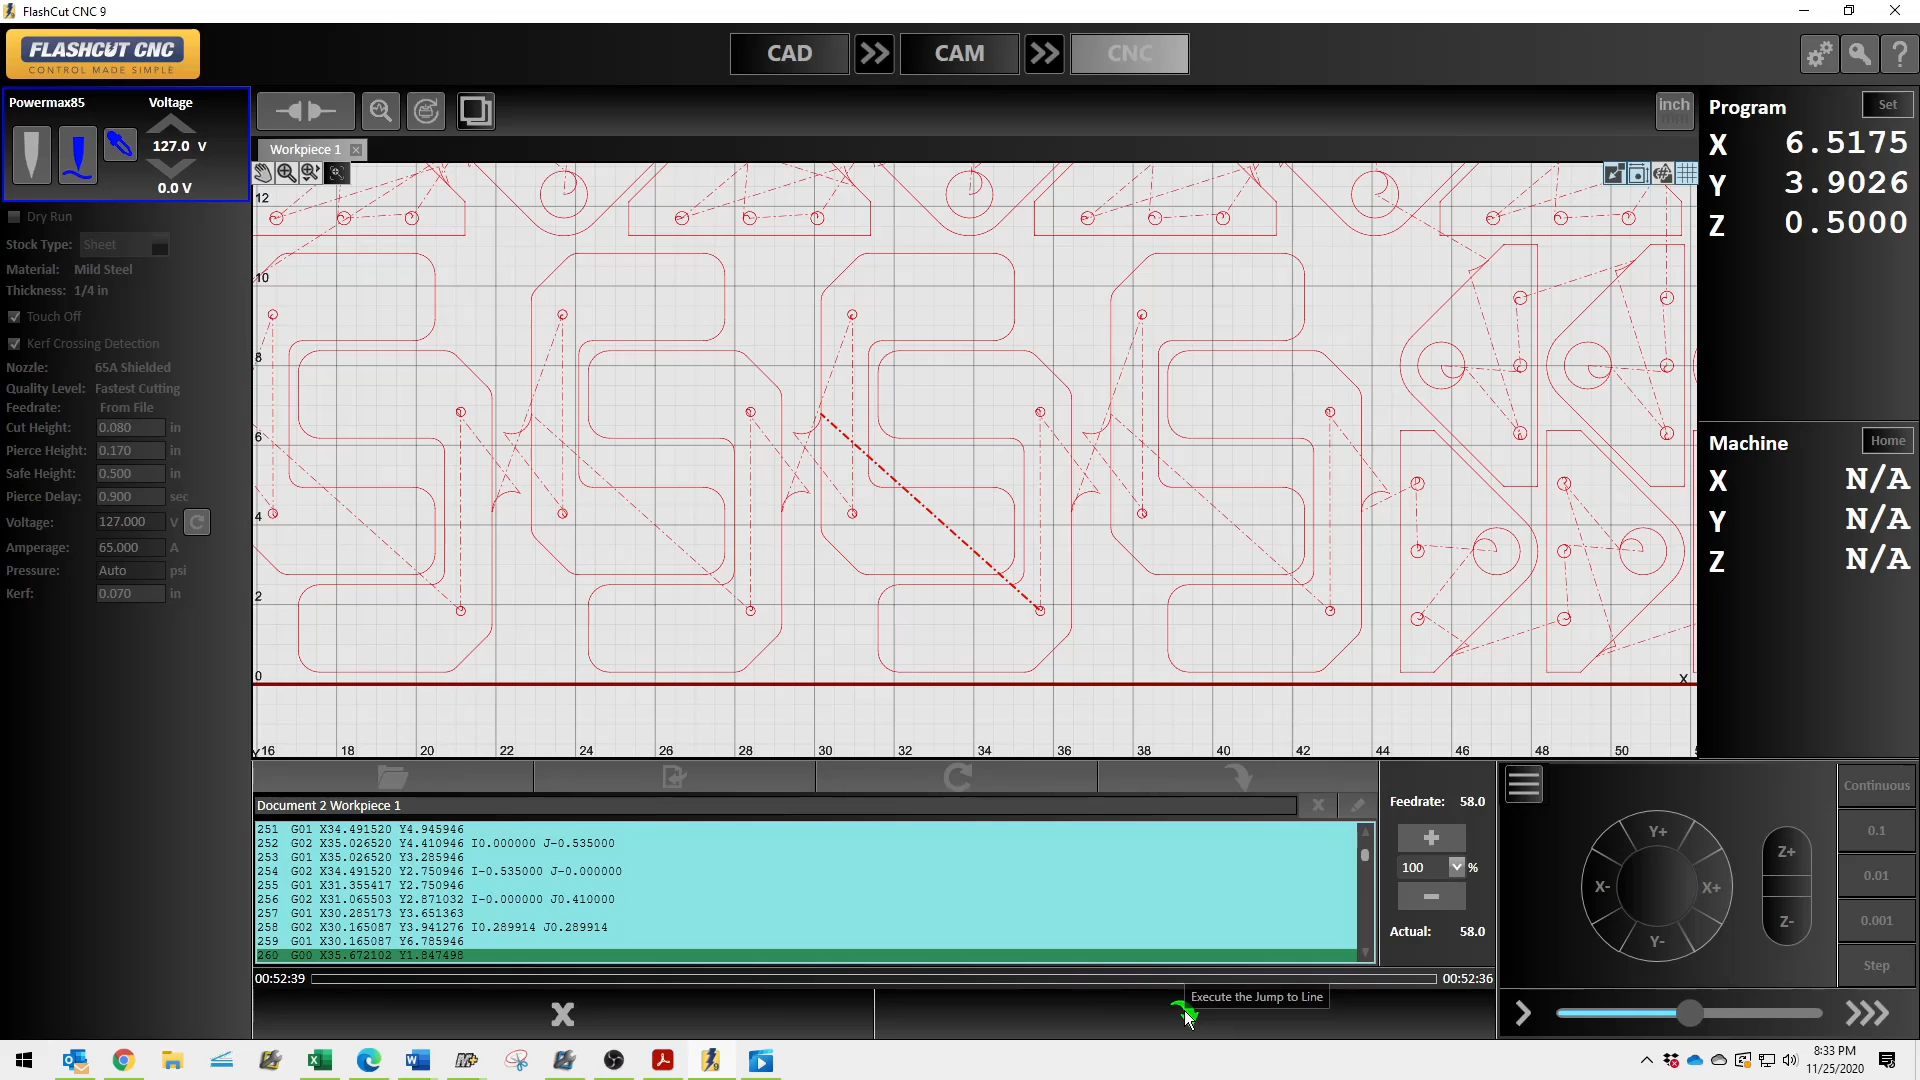 FlashCut CNC 9
FLASHCUT CNC
CONTROL MADE SIMPLE
CAD
CAM
CNC
Powermax85
Voltage
127.0 V
0.0 V
Dry Run
Stock Type: Sheet
Material: Mild Steel
Thickness: 1/4 in
Touch Off
Kerf Crossing Detection
Nozzle: 65A Shielded
Quality Level: Fastest Cutting
Feedrate: From File
Cut Height: 0.080 in
Pierce Height: 0.170 in
Safe Height: 0.500 in
Pierce Delay: 0.900 sec
Voltage: 127.000 V
Amperage: 65.000 A
Pressure: Auto psi
Kerf: 0.070 in
inch
mm
Workpiece 1
12
10
8
6
4
2
0
X
Y
16 18 20 22 24 26 28 30 32 34 36 38 40 42 44 46 48 50
Program
Set
X 6.5175
Y 3.9026
Z 0.5000
Machine
Home
X N/A
Y N/A
Z N/A
Document 2 Workpiece 1
251 G01 X34.491520 Y4.945946
252 G02 X35.026520 Y4.410946 I0.000000 J-0.535000
253 G01 X35.026520 Y3.285946
254 G02 X34.491520 Y2.750946 I-0.535000 J-0.000000
255 G01 X31.355417 Y2.750946
256 G02 X31.065503 Y2.871032 I-0.000000 J0.410000
257 G01 X30.285173 Y3.651363
258 G02 X30.165087 Y3.941276 I0.289914 J0.289914
259 G01 X30.165087 Y6.785946
260 G00 X35.672102 Y1.847498
00:52:39
00:52:36
Execute the Jump to Line
Feedrate: 58.0
100 %
Actual: 58.0
Y+
X-
X+
Y-
Z+
Z-
Continuous
0.1
0.01
0.001
Step
8:33 PM
11/25/2020